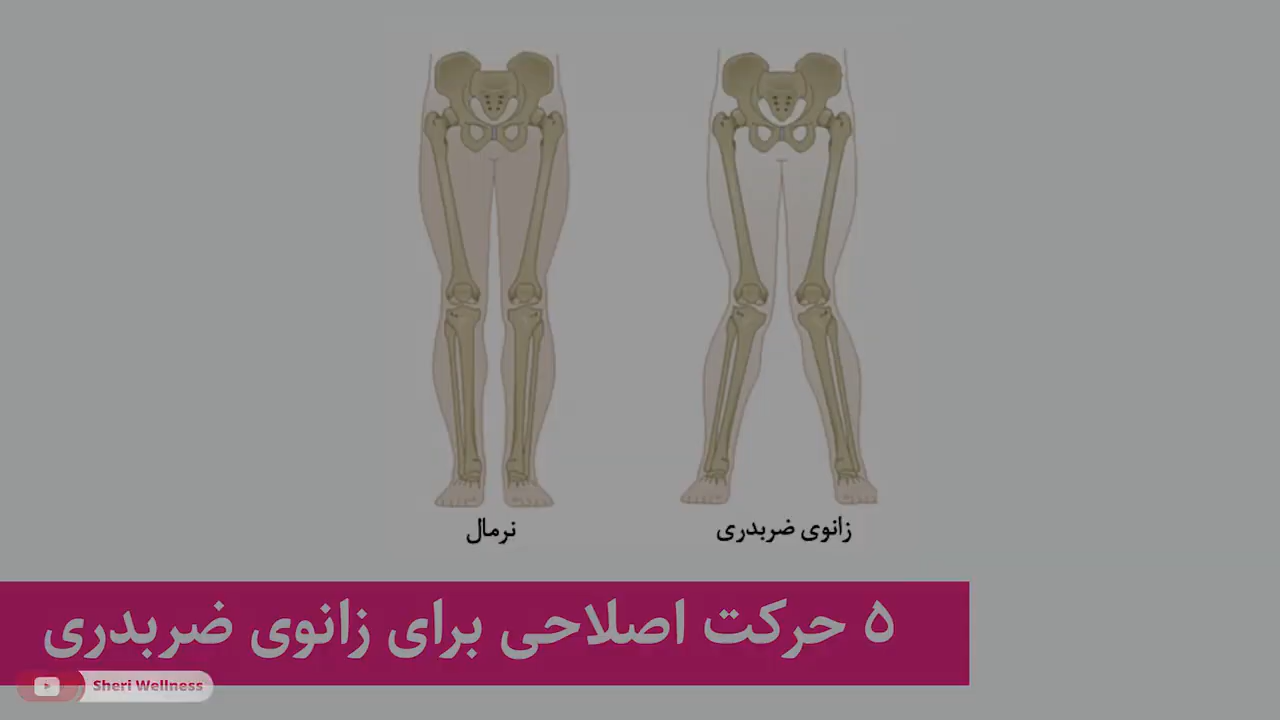 زانوی ضربدری
نرمال
۵ حرکت اصلاحی برای زانوی ضربدری
Sheri Wellness